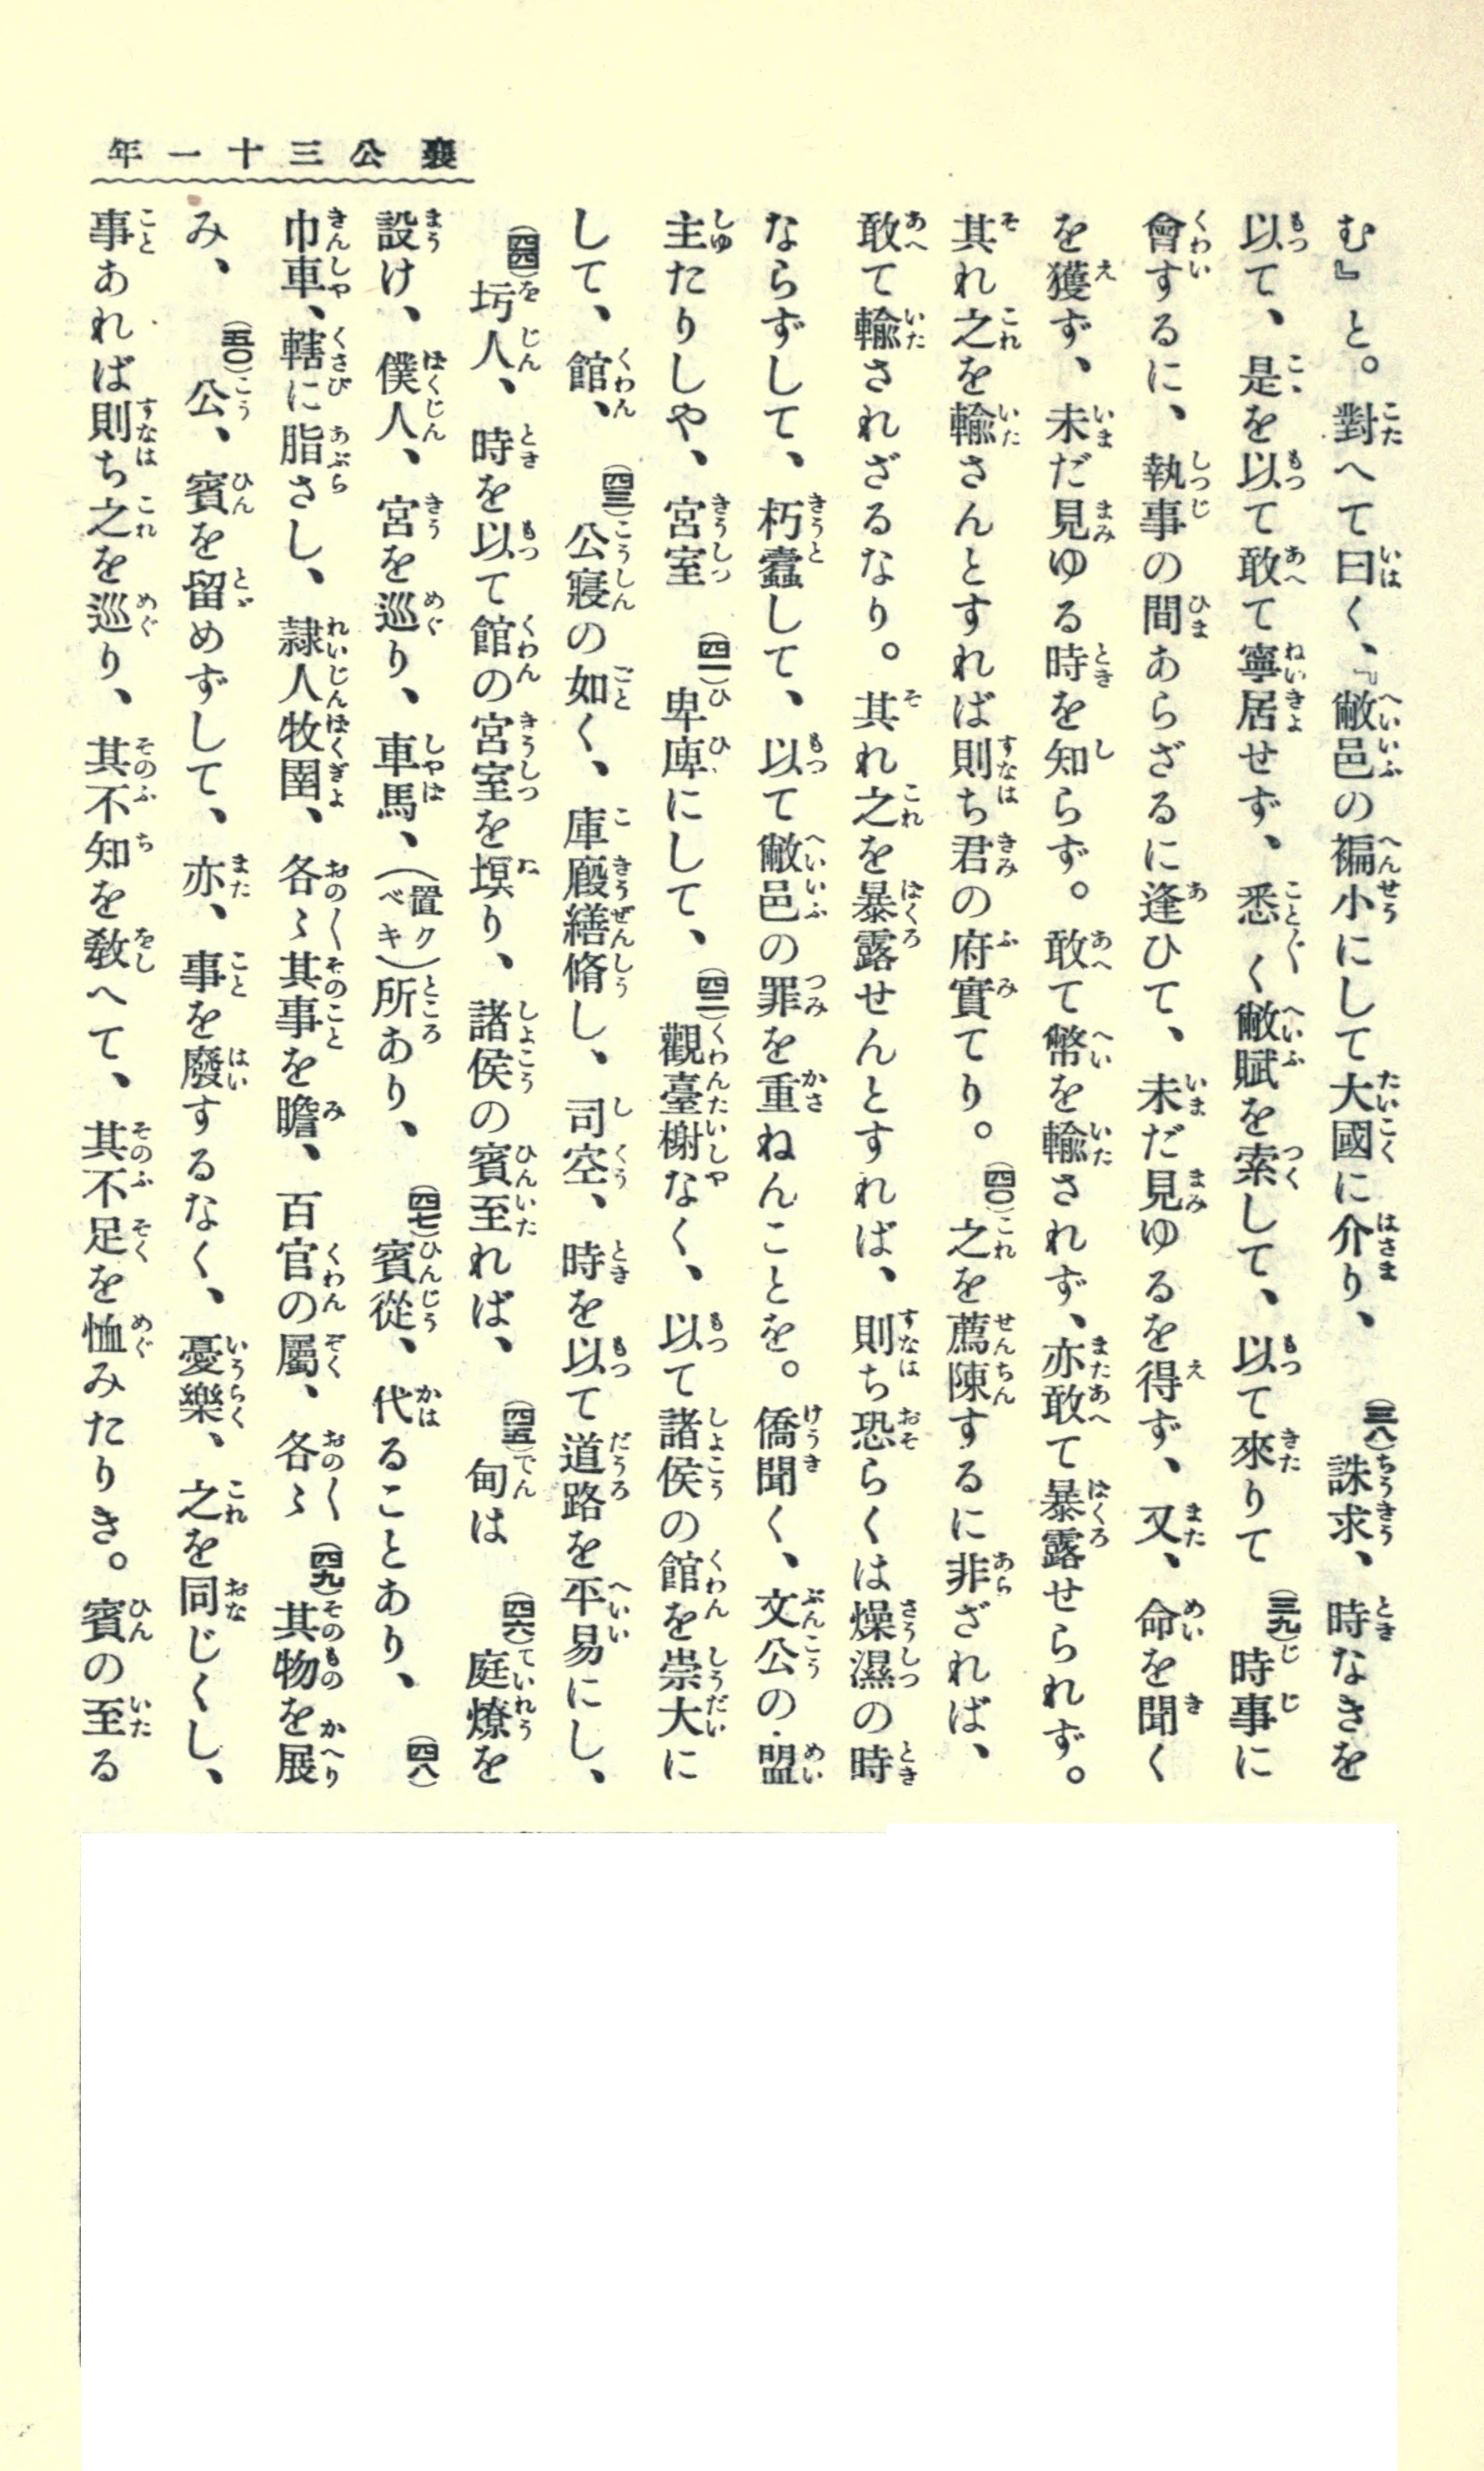 襄公三十一年
む』と。對へて曰く、『敝邑の褊小にして大國に介り、(三八)誅求、時なきを
以て、是を以て敢て寧居せず、悉く敝賦を索して、以て來りて(三九)時事に
會するに、執事の間あらざるに逢ひて、未だ見ゆるを得ず、又、命を聞く
を獲ず、未だ見ゆる時を知らず。敢て幣を輸されず、亦敢て暴露せられず。
其れ之を輸さんとすれば則ち君の府實てり。(四〇)之を薦陳するに非ざれば、
敢て輸されざるなり。其れ之を暴露せんとすれば、則ち恐らくは燥濕の時
ならずして、朽蠹して、以て敝邑の罪を重ねんことを。僑聞く、文公の盟
主たりしや、宮室(四一)卑庳にして、(四二)觀臺榭なく、以て諸侯の館を崇大に
して、館、(四三)公寢の如く、庫廐繕脩し、司空、時を以て道路を平易にし、
(四四)圬人、時を以て館の宮室を塓り、諸侯の賓至れば、(四五)甸は(四六)庭燎を
設け、僕人、宮を巡り、車馬、(置クベキ)所あり、(四七)賓從、代ることあり、(四八)
巾車、轄に脂さし、隷人牧圉、各〻其事を瞻、百官の屬、各〻(四九)其物を展
み、(五〇)公、賓を留めずして、亦、事を廢するなく、憂樂、之を同じくし、
事あれば則ち之を巡り、其不知を敎へて、其不足を恤みたりき。賓の至る